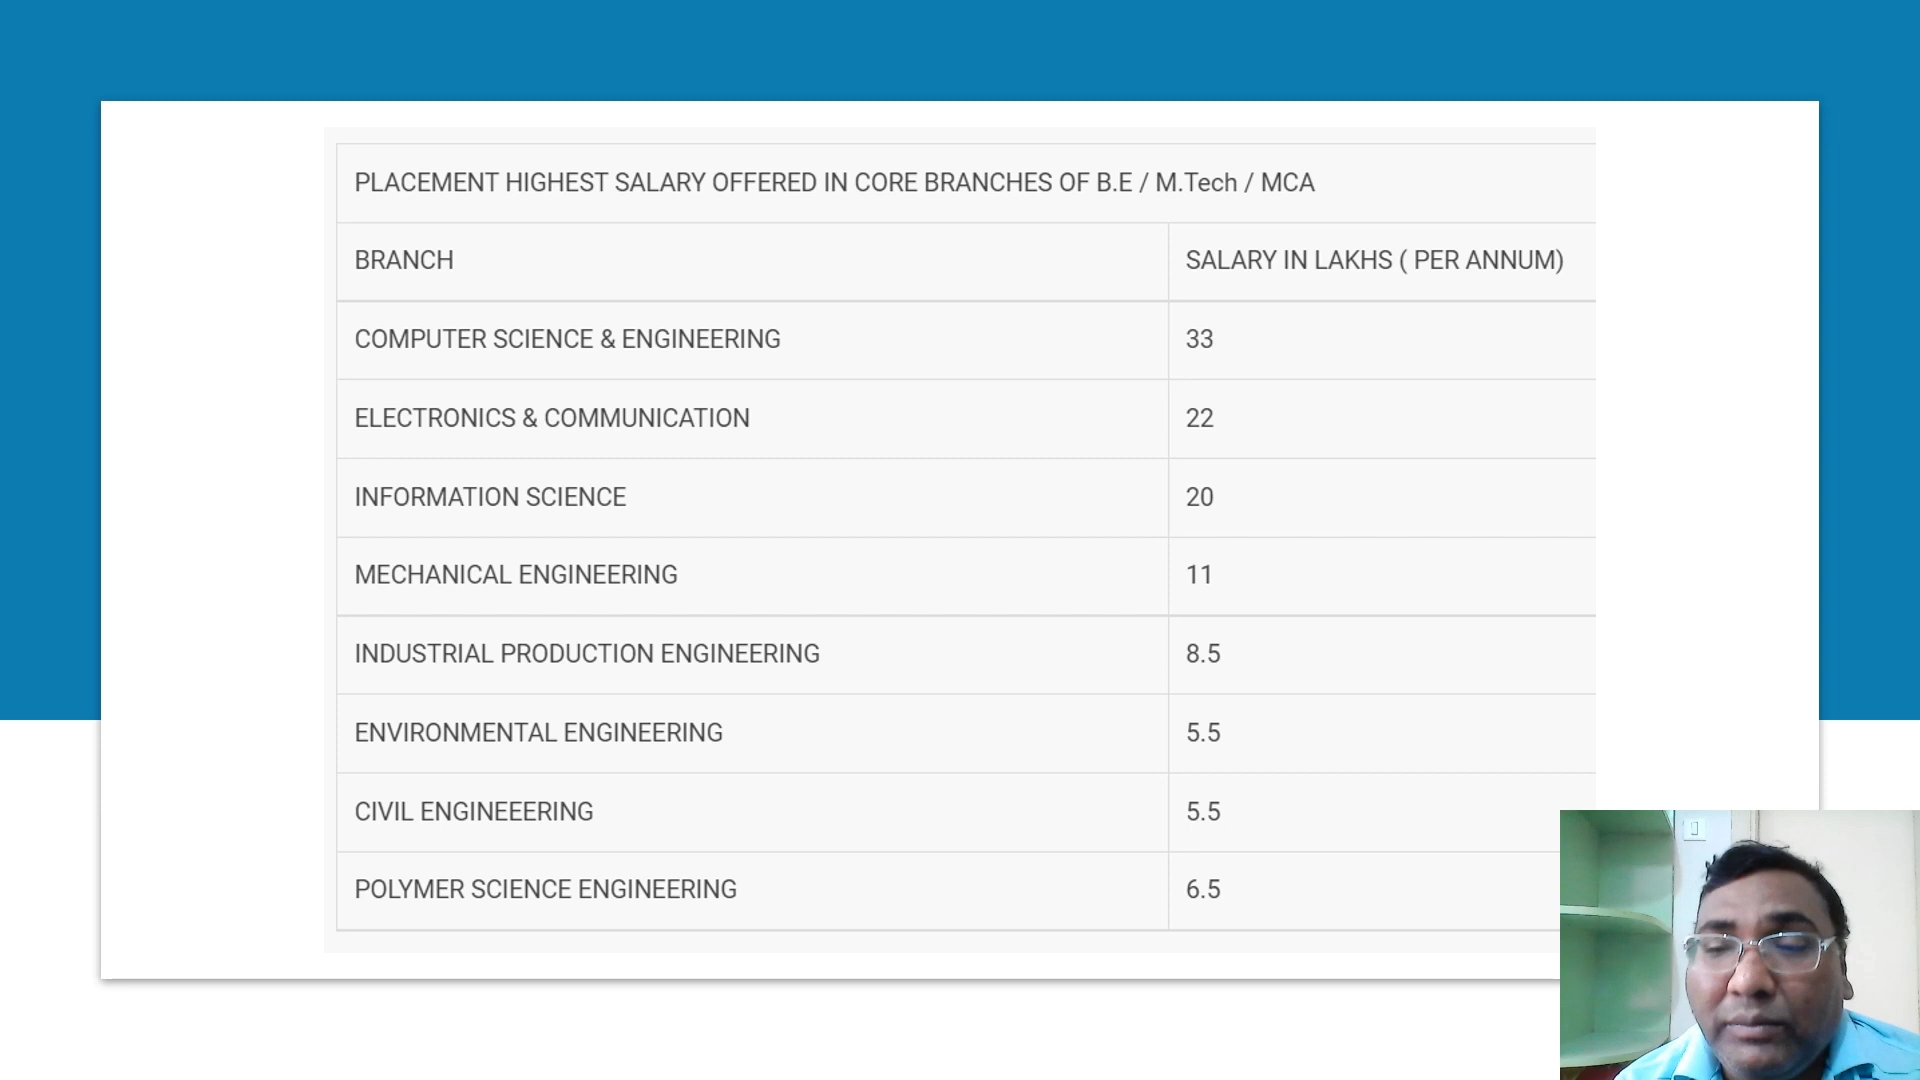 PLACEMENT HIGHEST SALARY OFFERED IN CORE BRANCHES OF B.E / M.Tech / MCA
BRANCH SALARY IN LAKHS ( PER ANNUM)
COMPUTER SCIENCE & ENGINEERING 33
ELECTRONICS & COMMUNICATION 22
INFORMATION SCIENCE 20
MECHANICAL ENGINEERING 11
INDUSTRIAL PRODUCTION ENGINEERING 8.5
ENVIRONMENTAL ENGINEERING 5.5
CIVIL ENGINEEERING 5.5
POLYMER SCIENCE ENGINEERING 6.5